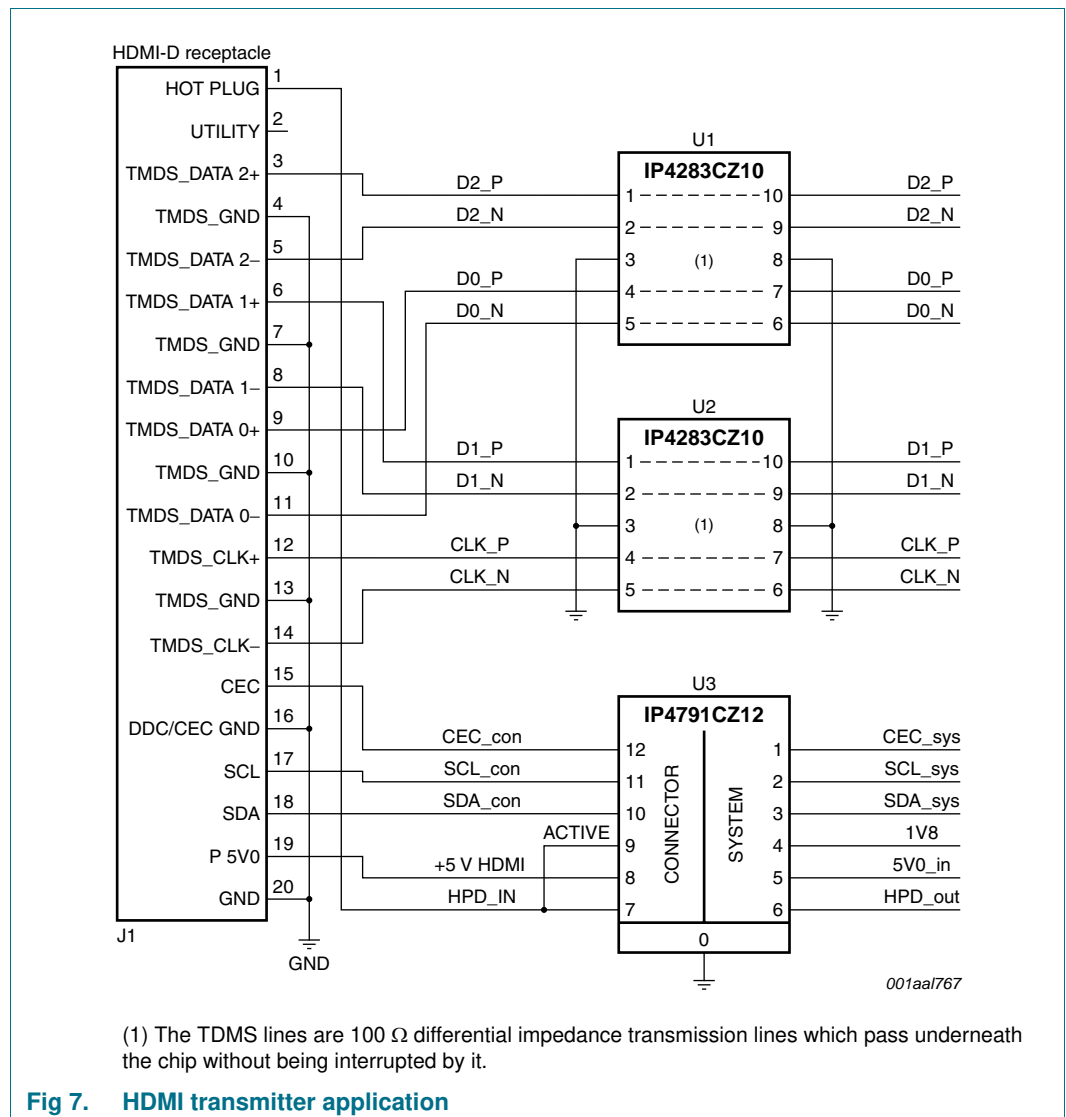 HDMI-D receptacle
HOT PLUG 1
UTILITY 2
TMDS_DATA 2+ 3
TMDS_GND 4
TMDS_DATA 2− 5
TMDS_DATA 1+ 6
TMDS_GND 7
TMDS_DATA 1− 8
TMDS_DATA 0+ 9
TMDS_GND 10
TMDS_DATA 0− 11
TMDS_CLK+ 12
TMDS_GND 13
TMDS_CLK− 14
CEC 15
DDC/CEC GND 16
SCL 17
SDA 18
P 5V0 19
GND 20
J1
GND
U1
IP4283CZ10
D2_P 1 10 D2_P
D2_N 2 9 D2_N
3 (1) 8
D0_P 4 7 D0_P
D0_N 5 6 D0_N
U2
IP4283CZ10
D1_P 1 10 D1_P
D1_N 2 9 D1_N
3 (1) 8
CLK_P 4 7 CLK_P
CLK_N 5 6 CLK_N
U3
IP4791CZ12
CEC_con 12 1 CEC_sys
SCL_con 11 2 SCL_sys
SDA_con 10 3 SDA_sys
ACTIVE 9 4 1V8
+5 V HDMI 8 5 5V0_in
HPD_IN 7 6 HPD_out
CONNECTOR
SYSTEM
0
001aal767
(1) The TDMS lines are 100 Ω differential impedance transmission lines which pass underneath
the chip without being interrupted by it.
Fig 7. HDMI transmitter application